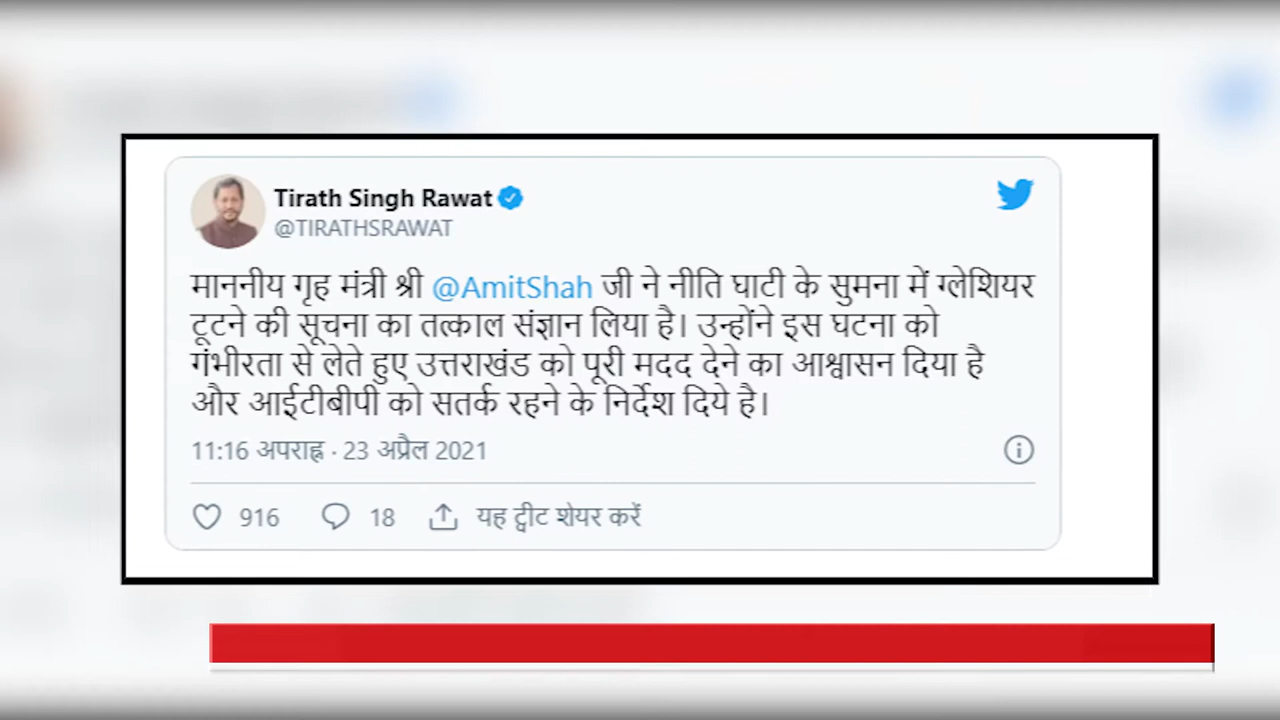 Tirath Singh Rawat
@TIRATHSRAWAT
माननीय गृह मंत्री श्री @AmitShah जी ने नीति घाटी के सुमना में ग्लेशियर
टूटने की सूचना का तत्काल संज्ञान लिया है। उन्होंने इस घटना को
गंभीरता से लेते हुए उत्तराखंड को पूरी मदद देने का आश्वासन दिया है
और आईटीबीपी को सतर्क रहने के निर्देश दिये है।
11:16 अपराह्न · 23 अप्रैल 2021
916 18 यह ट्वीट शेयर करें